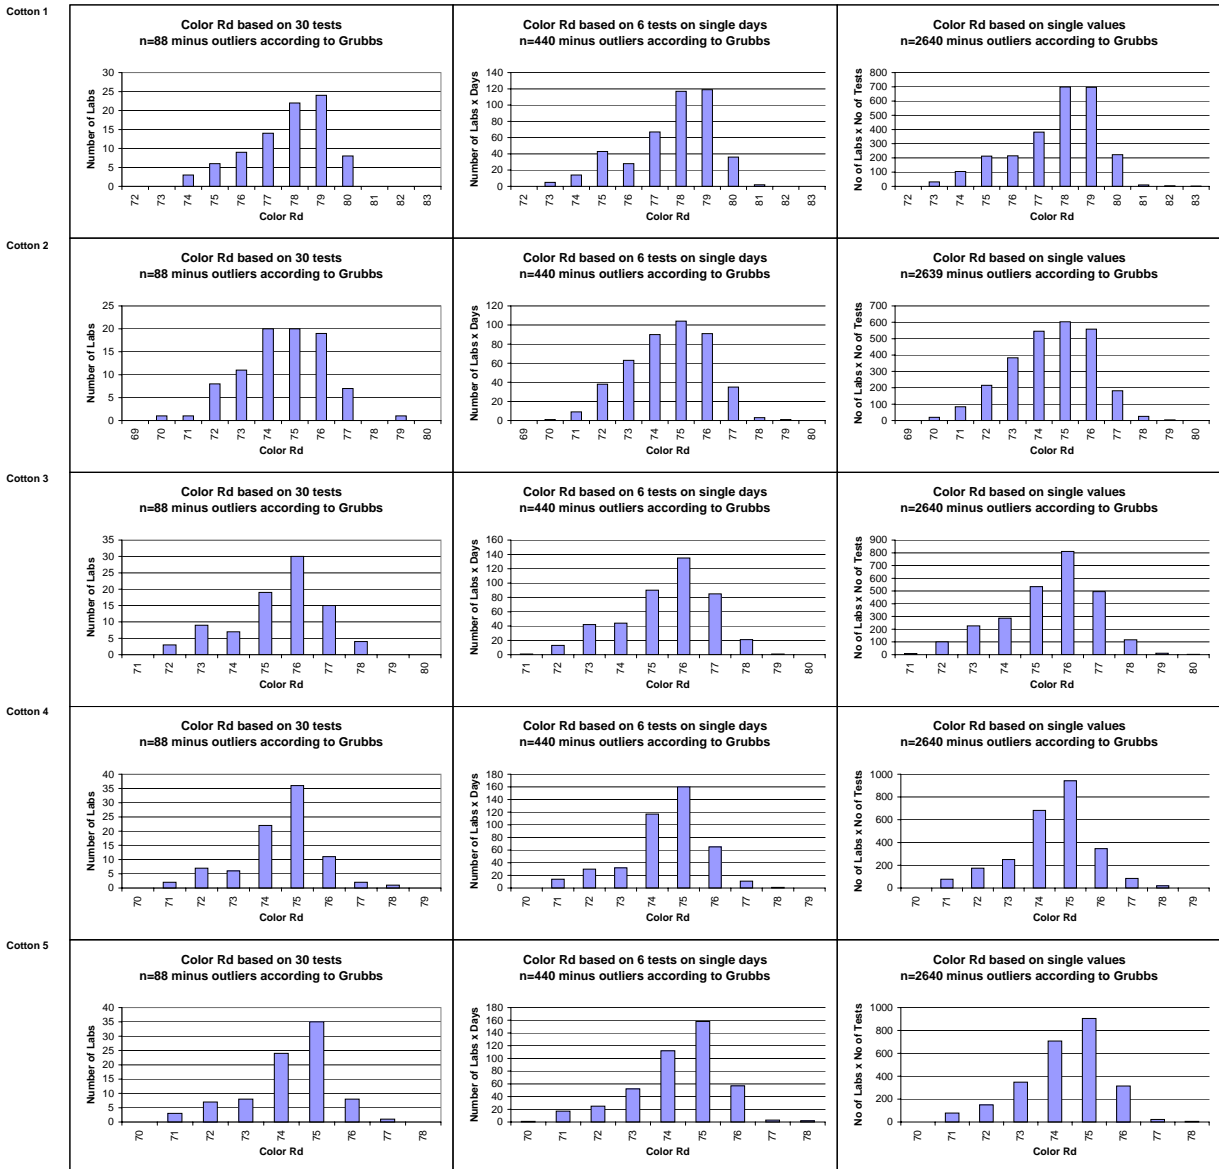 Cotton 1
Color Rd based on 30 tests
n=88 minus outliers according to Grubbs
Number of Labs
30
25
20
15
10
5
0
72 73 74 75 76 77 78 79 80 81 82 83
Color Rd
Color Rd based on 6 tests on single days
n=440 minus outliers according to Grubbs
Number of Labs x Days
140
120
100
80
60
40
20
0
72 73 74 75 76 77 78 79 80 81 82 83
Color Rd
Color Rd based on single values
n=2640 minus outliers according to Grubbs
No of Labs x No of Tests
800
700
600
500
400
300
200
100
0
72 73 74 75 76 77 78 79 80 81 82 83
Color Rd
Cotton 2
Color Rd based on 30 tests
n=88 minus outliers according to Grubbs
Number of Labs
25
20
15
10
5
0
69 70 71 72 73 74 75 76 77 78 79 80
Color Rd
Color Rd based on 6 tests on single days
n=440 minus outliers according to Grubbs
Number of Labs x Days
120
100
80
60
40
20
0
69 70 71 72 73 74 75 76 77 78 79 80
Color Rd
Color Rd based on single values
n=2639 minus outliers according to Grubbs
No of Labs x No of Tests
700
600
500
400
300
200
100
0
69 70 71 72 73 74 75 76 77 78 79 80
Color Rd
Cotton 3
Color Rd based on 30 tests
n=88 minus outliers according to Grubbs
Number of Labs
35
30
25
20
15
10
5
0
71 72 73 74 75 76 77 78 79 80
Color Rd
Color Rd based on 6 tests on single days
n=440 minus outliers according to Grubbs
Number of Labs x Days
160
140
120
100
80
60
40
20
0
71 72 73 74 75 76 77 78 79 80
Color Rd
Color Rd based on single values
n=2640 minus outliers according to Grubbs
No of Labs x No of Tests
900
800
700
600
500
400
300
200
100
0
71 72 73 74 75 76 77 78 79 80
Color Rd
Cotton 4
Color Rd based on 30 tests
n=88 minus outliers according to Grubbs
Number of Labs
40
35
30
25
20
15
10
5
0
70 71 72 73 74 75 76 77 78 79
Color Rd
Color Rd based on 6 tests on single days
n=440 minus outliers according to Grubbs
Number of Labs x Days
180
160
140
120
100
80
60
40
20
0
70 71 72 73 74 75 76 77 78 79
Color Rd
Color Rd based on single values
n=2640 minus outliers according to Grubbs
No of Labs x No of Tests
1000
800
600
400
200
0
70 71 72 73 74 75 76 77 78 79
Color Rd
Cotton 5
Color Rd based on 30 tests
n=88 minus outliers according to Grubbs
Number of Labs
40
35
30
25
20
15
10
5
0
70 71 72 73 74 75 76 77 78
Color Rd
Color Rd based on 6 tests on single days
n=440 minus outliers according to Grubbs
Number of Labs x Days
180
160
140
120
100
80
60
40
20
0
70 71 72 73 74 75 76 77 78
Color Rd
Color Rd based on single values
n=2640 minus outliers according to Grubbs
No of Labs x No of Tests
1000
800
600
400
200
0
70 71 72 73 74 75 76 77 78
Color Rd